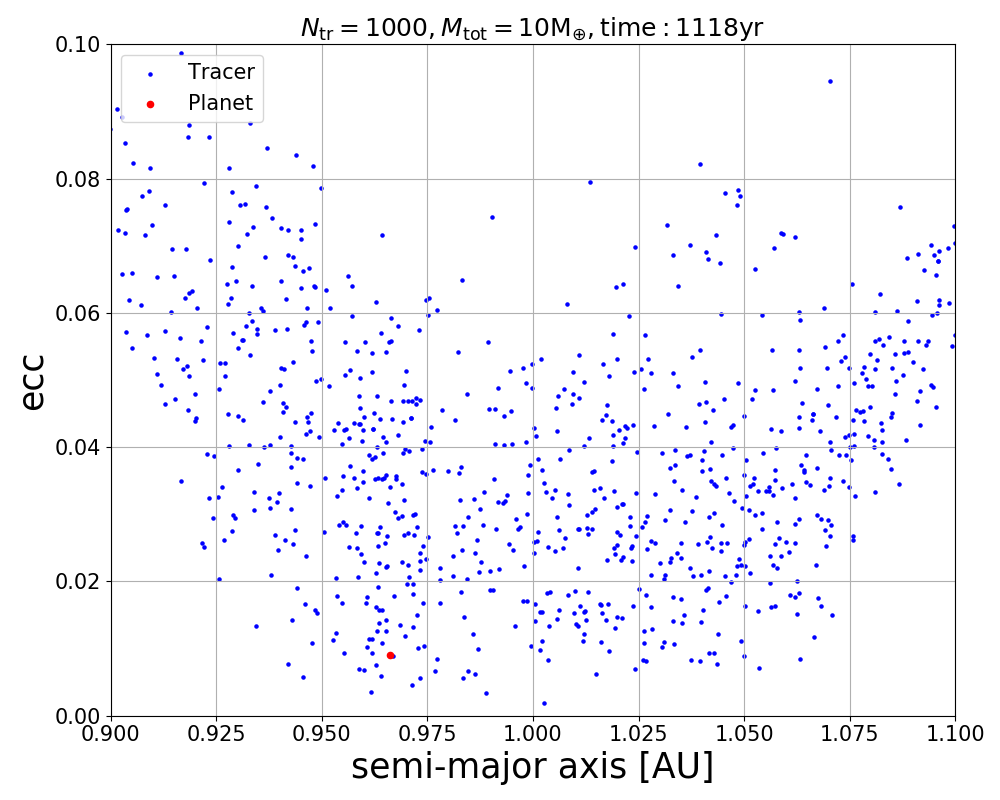 N_tr = 1000, M_tot = 10M_⊕, time : 1118yr
Tracer
Planet
0.10
0.08
0.06
0.04
0.02
0.00
ecc
0.900 0.925 0.950 0.975 1.000 1.025 1.050 1.075 1.100
semi-major axis [AU]